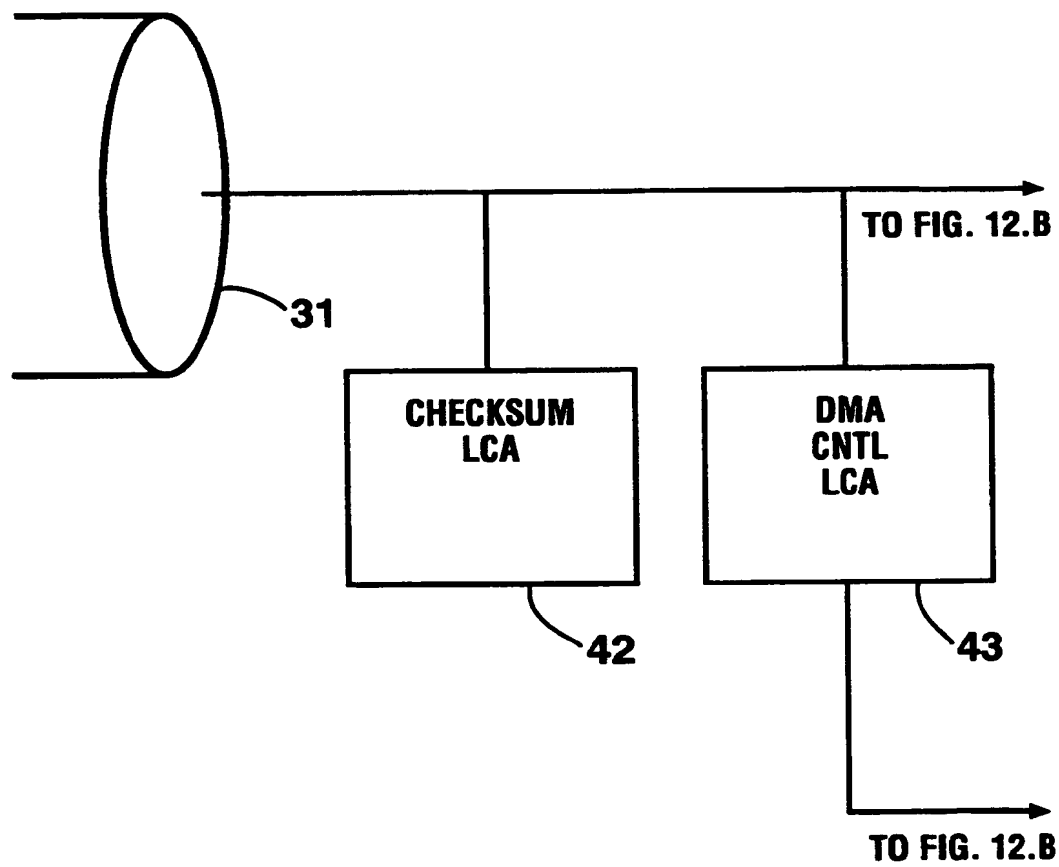 TO FIG. 12.B
31
CHECKSUM
LCA
DMA
CNTL
LCA
42
43
TO FIG. 12.B